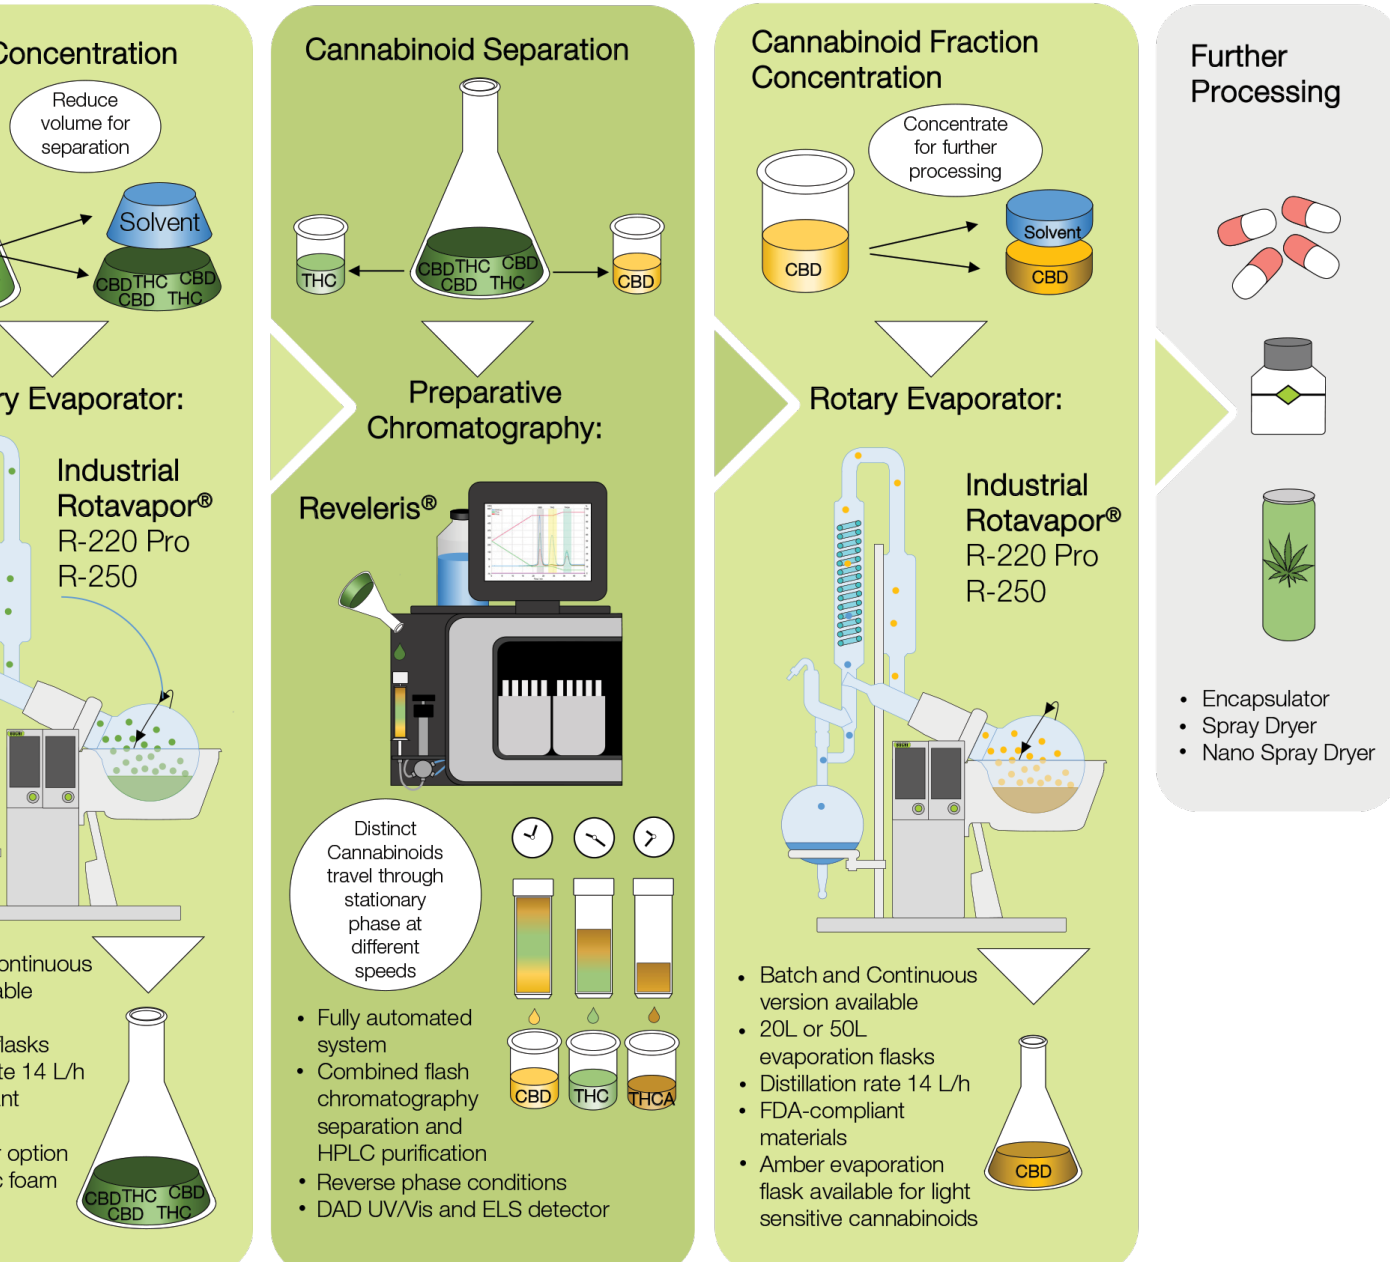 Concentration
Reduce
volume for
separation
Solvent
CBD THC CBD
CBD THC
ry Evaporator:
Industrial
Rotavapor®
R-220 Pro
R-250
ontinuous
able
flasks
te 14 L/h
ant
r option
c foam
CBD THC CBD
CBD THC
Cannabinoid Separation
THC
CBD THC CBD
CBD THC
CBD
Preparative
Chromatography:
Reveleris®
Distinct
Cannabinoids
travel through
stationary
phase at
different
speeds
CBD
THC
THCA
• Fully automated
system
• Combined flash
chromatography
separation and
HPLC purification
• Reverse phase conditions
• DAD UV/Vis and ELS detector
Cannabinoid Fraction
Concentration
Concentrate
for further
processing
CBD
Solvent
CBD
Rotary Evaporator:
Industrial
Rotavapor®
R-220 Pro
R-250
• Batch and Continuous
version available
• 20L or 50L
evaporation flasks
• Distillation rate 14 L/h
• FDA-compliant
materials
• Amber evaporation
flask available for light
sensitive cannabinoids
CBD
Further
Processing
• Encapsulator
• Spray Dryer
• Nano Spray Dryer